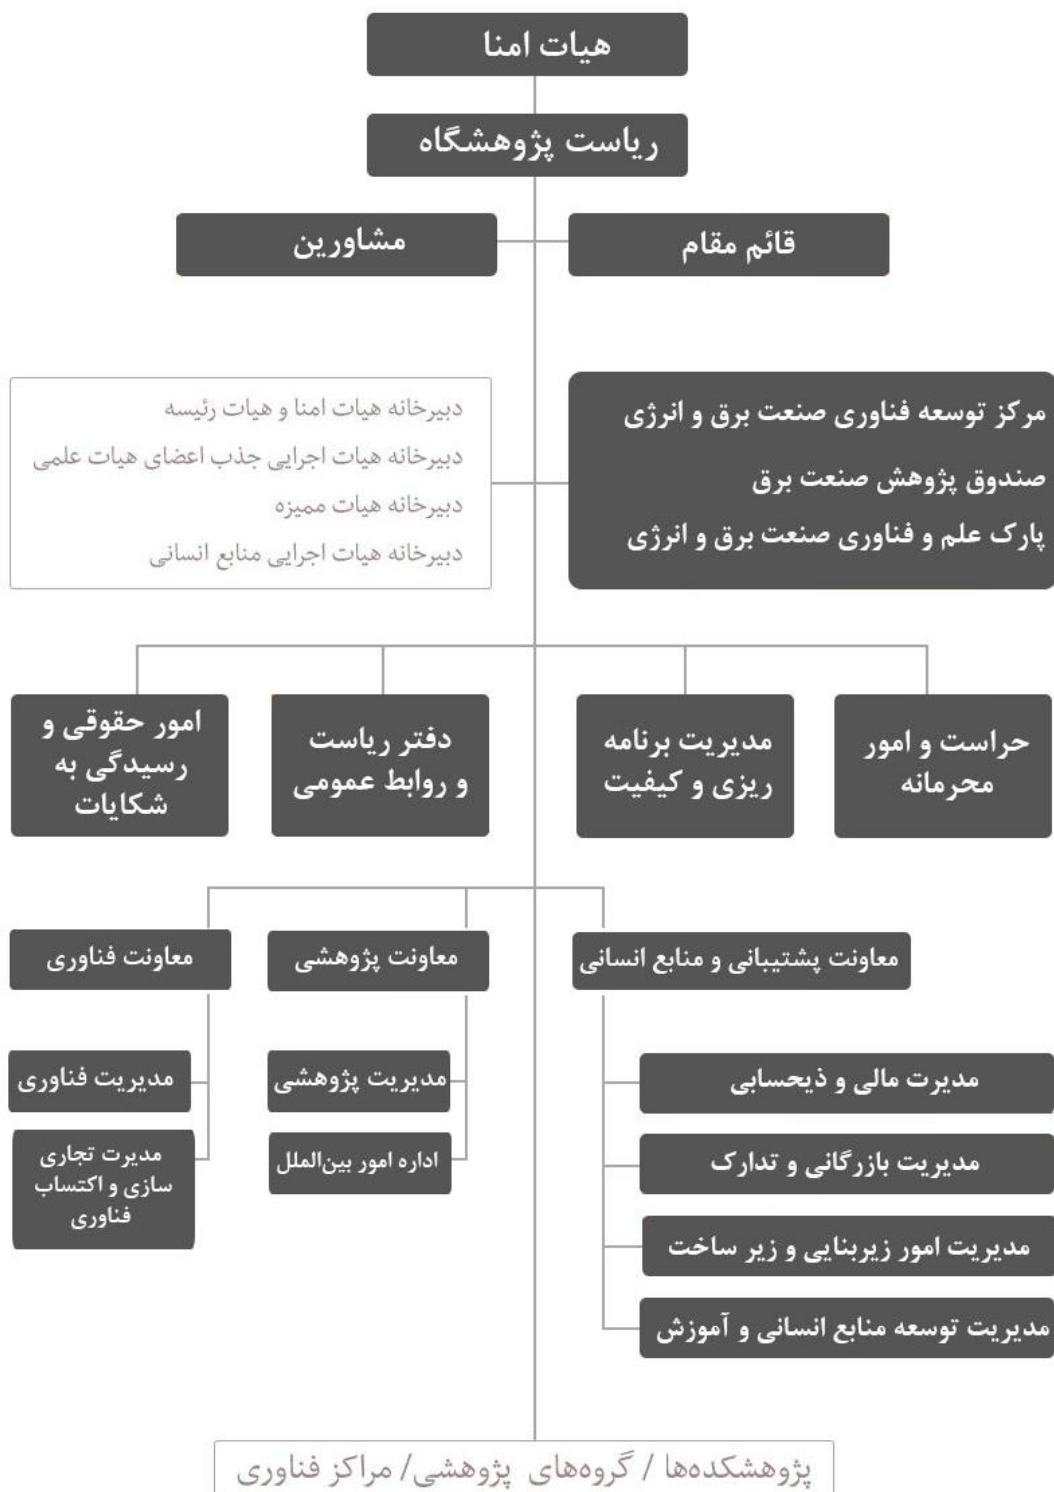 هیات امنا
ریاست پژوهشگاه
قائم مقام
مشاورین
مرکز توسعه فناوری صنعت برق و انرژی
صندوق پژوهش صنعت برق
پارک علم و فناوری صنعت برق و انرژی
دبیرخانه هیات امنا و هیات رئیسه
دبیرخانه هیات اجرایی جذب اعضای هیات علمی
دبیرخانه هیات ممیزه
دبیرخانه هیات اجرایی منابع انسانی
حراست و امور
محرمانه
مدیریت برنامه
ریزی و کیفیت
دفتر ریاست
و روابط عمومی
امور حقوقی و
رسیدگی به
شکایات
معاونت پشتیبانی و منابع انسانی
معاونت پژوهشی
معاونت فناوری
مدیرت مالی و ذیحسابی
مدیریت بازرگانی و تدارک
مدیریت امور زیربنایی و زیر ساخت
مدیریت توسعه منابع انسانی و آموزش
مدیریت پژوهشی
اداره امور بین‌الملل
مدیریت فناوری
مدیرت تجاری
سازی و اکتساب
فناوری
پژوهشکده‌ها / گروه‌های پژوهشی/ مراکز فناوری